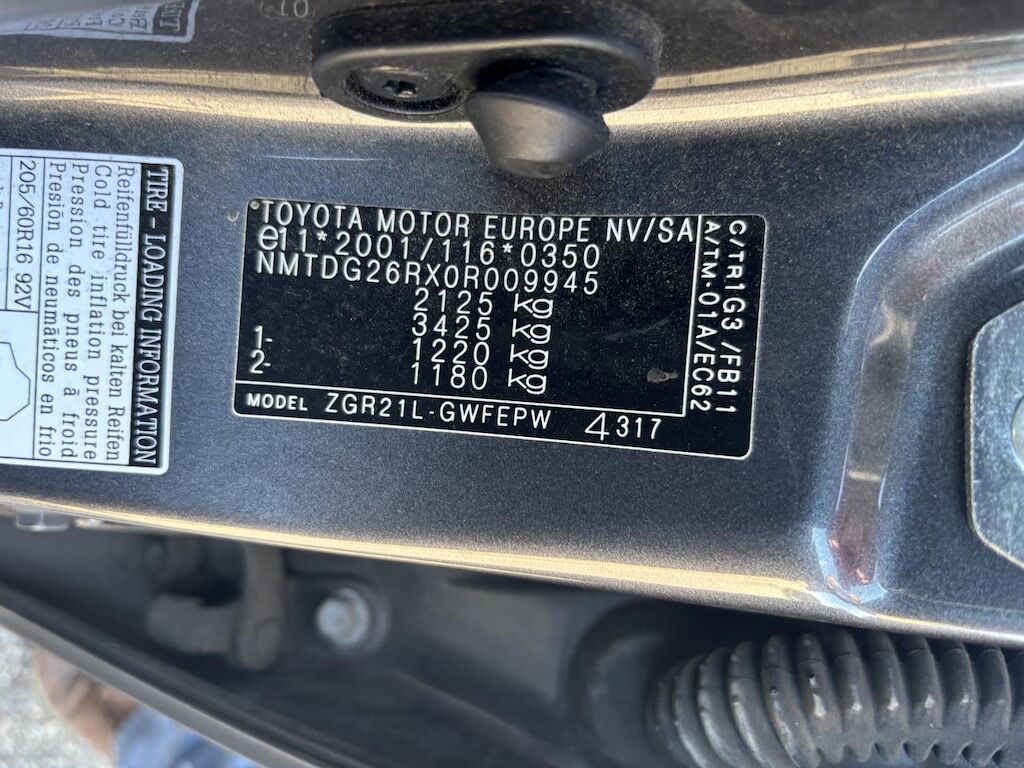 TIRE - LOADING INFORMATION
Reifenfülldruck bei kalten Reifen
Cold tire inflation pressure
Pression des pneus à froid
Presión de neumáticos en frio
205/60R16 92V
TOYOTA MOTOR EUROPE NV/SA
e11*2001/116*0350
NMTDG26RX0R009945
2125 kg
3425 kg
1- 1220 kg
2- 1180 kg
MODEL ZGR21L-GWFEPW 4317
C/TR1G3 /FB11
A/TM-01A/EC62